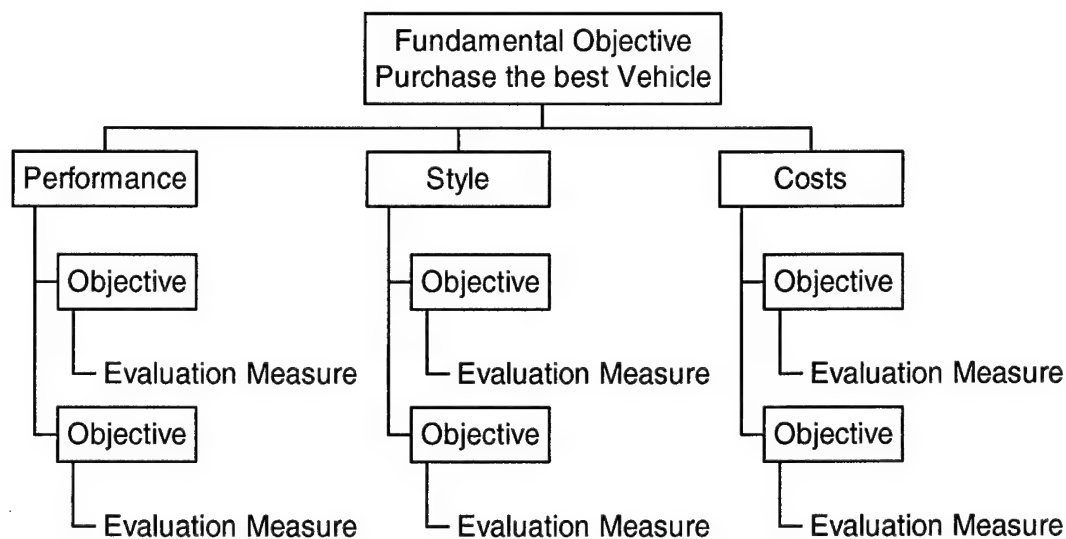 Fundamental Objective
Purchase the best Vehicle
Performance
Style
Costs
Objective
Objective
Objective
Evaluation Measure
Evaluation Measure
Evaluation Measure
Objective
Objective
Objective
Evaluation Measure
Evaluation Measure
Evaluation Measure